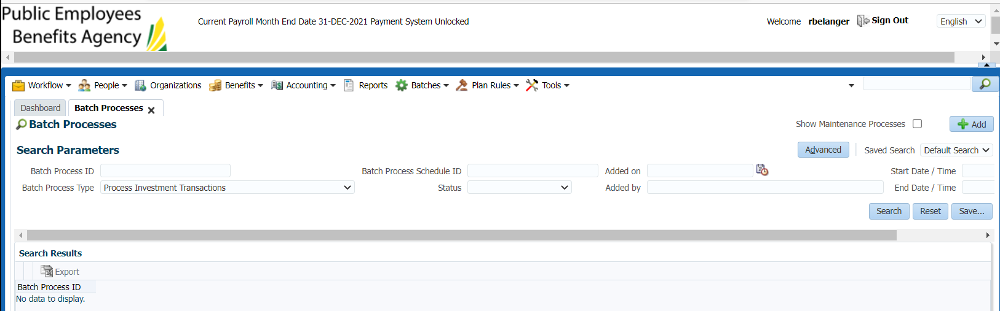 Public Employees
Benefits Agency
Current Payroll Month End Date 31-DEC-2021 Payment System Unlocked
Welcome rbelanger Sign Out English
Workflow People Organizations Benefits Accounting Reports Batches Plan Rules Tools
Dashboard Batch Processes
Batch Processes
Show Maintenance Processes Add
Search Parameters
Advanced Saved Search Default Search
Batch Process ID Batch Process Schedule ID Added on Start Date / Time
Batch Process Type Process Investment Transactions Status Added by End Date / Time
Search Reset Save...
Search Results
Export
Batch Process ID
No data to display.